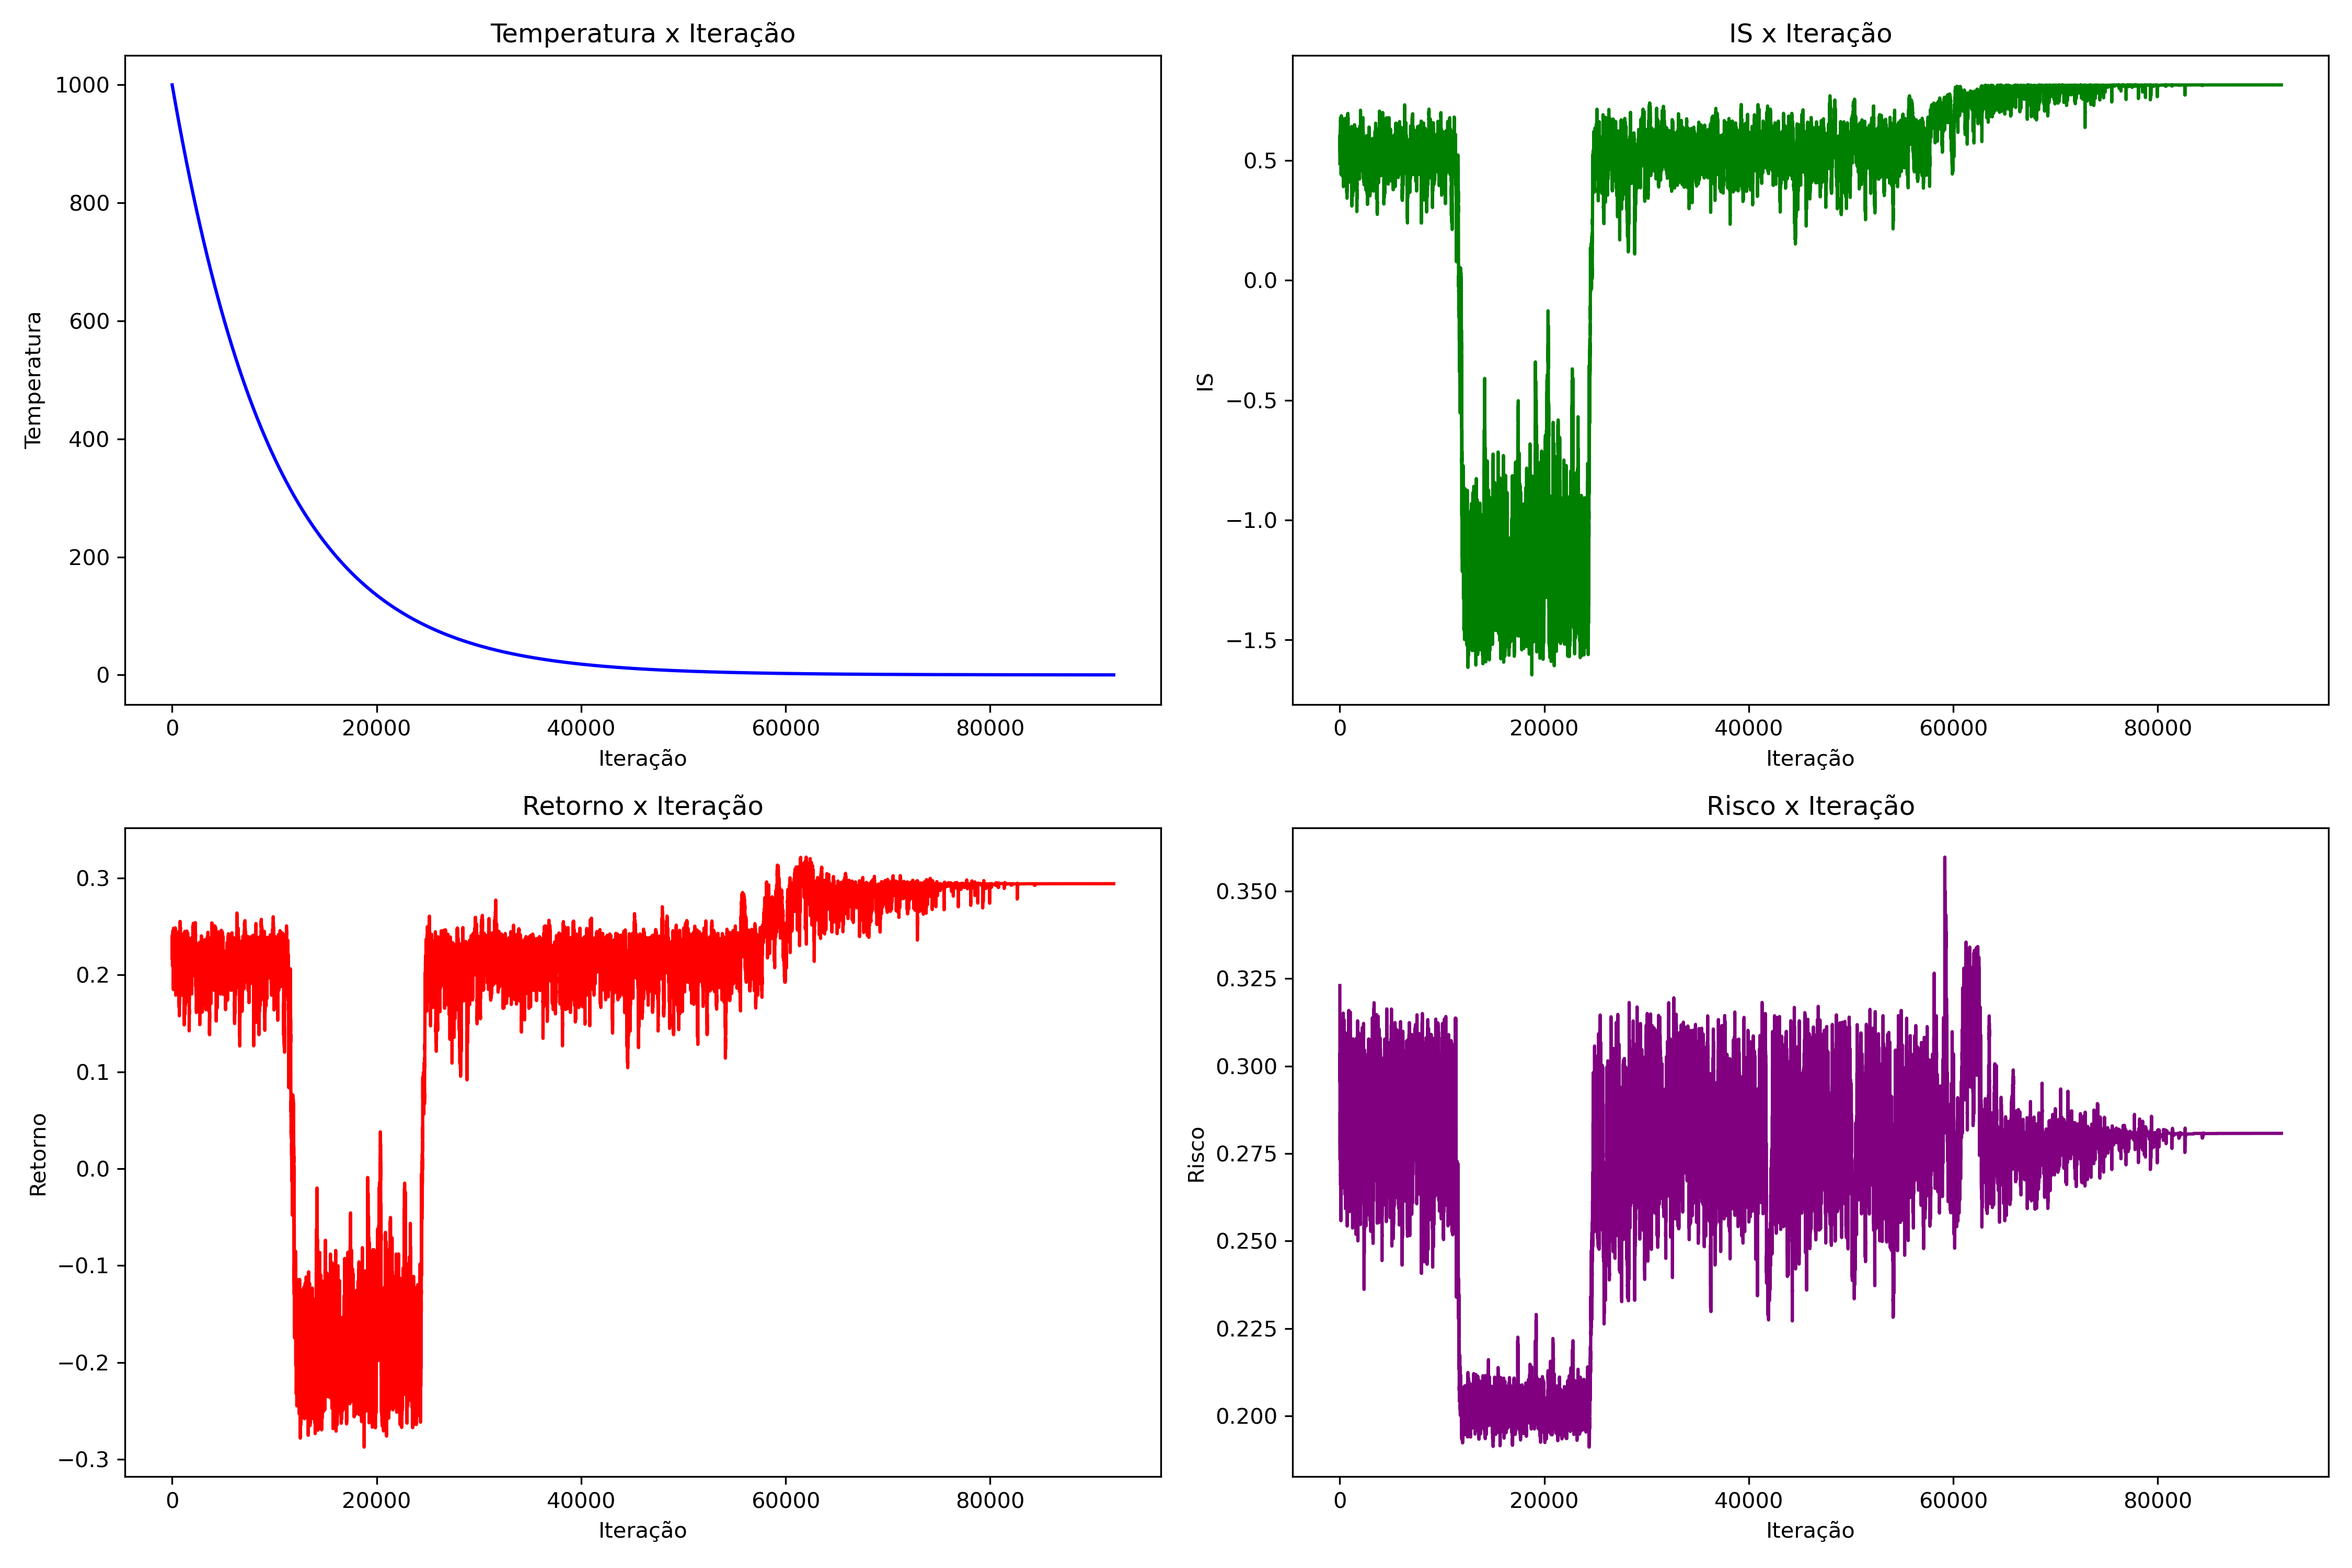 Temperatura x Iteração
1000
800
600
400
200
0
Temperatura
0 20000 40000 60000 80000
Iteração
IS x Iteração
0.5
0.0
−0.5
−1.0
−1.5
IS
0 20000 40000 60000 80000
Iteração
Retorno x Iteração
0.3
0.2
0.1
0.0
−0.1
−0.2
−0.3
Retorno
0 20000 40000 60000 80000
Iteração
Risco x Iteração
0.350
0.325
0.300
0.275
0.250
0.225
0.200
Risco
0 20000 40000 60000 80000
Iteração